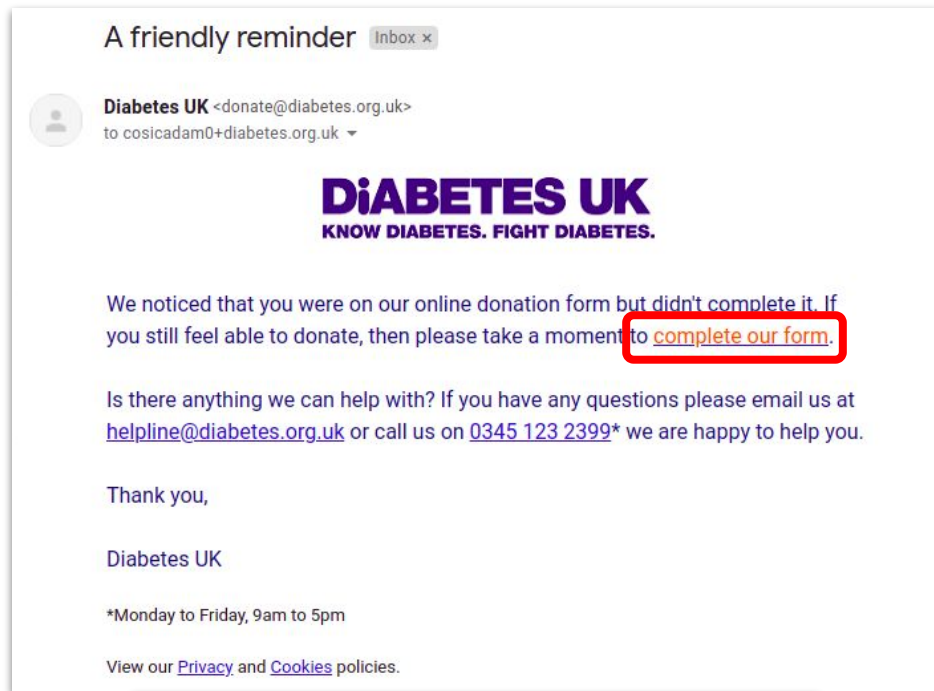 A friendly reminder Inbox ×
Diabetes UK <donate@diabetes.org.uk>
to cosicadam0+diabetes.org.uk
DiABETES UK
KNOW DIABETES. FIGHT DIABETES.
We noticed that you were on our online donation form but didn't complete it. If
you still feel able to donate, then please take a moment to complete our form.
Is there anything we can help with? If you have any questions please email us at
helpline@diabetes.org.uk or call us on 0345 123 2399* we are happy to help you.
Thank you,
Diabetes UK
*Monday to Friday, 9am to 5pm
View our Privacy and Cookies policies.